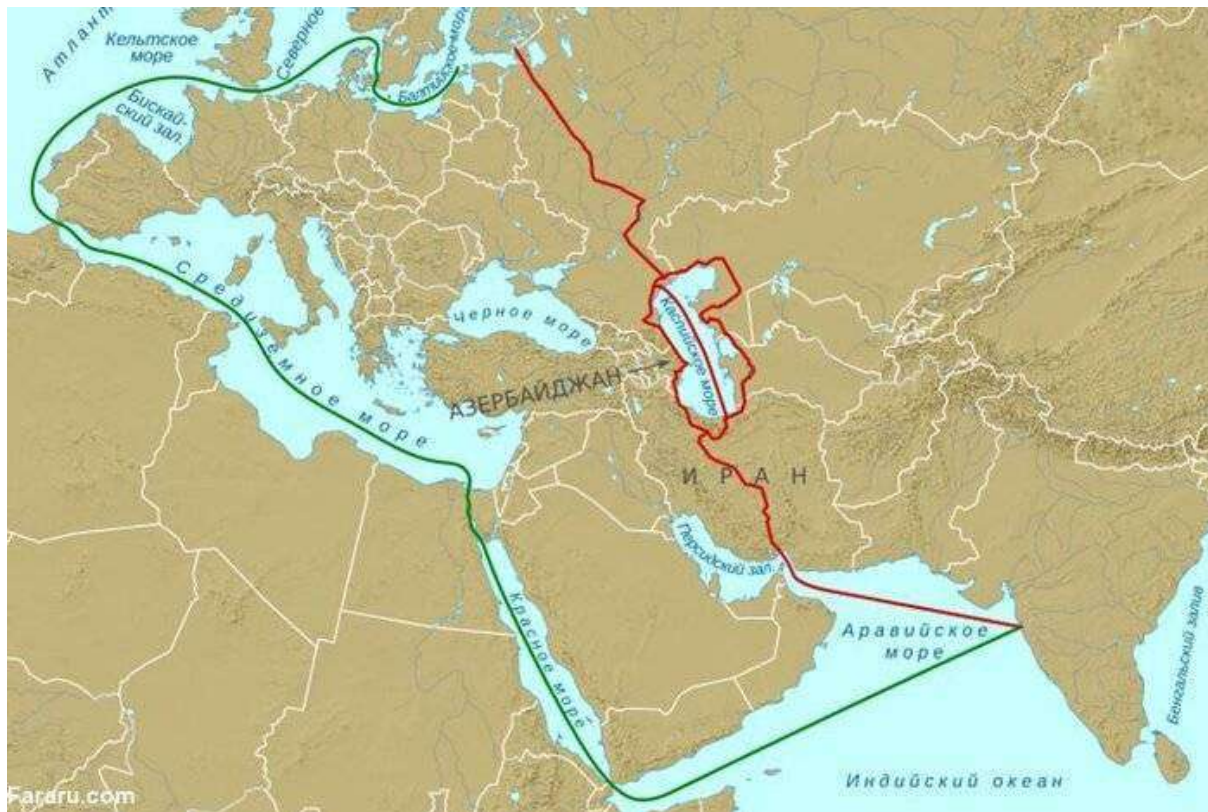 Атлант
Кельтское
море
Северное
Балтийское море
Бискай-
ский зал.
Средиземное море
Черное море
Каспийское море
АЗЕРБАЙДЖАН
ИРАН
Персидский зал.
Красное море
Аравийское
море
Бенгальский залив
Индийский океан
Fararu.com